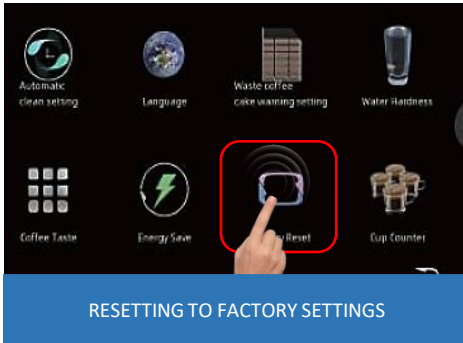 Automatic
clean setting
Language
Waste coffee
cake warning setting
Water Hardness
Coffee Taste
Energy Save
Reset
Cup Counter
RESETTING TO FACTORY SETTINGS